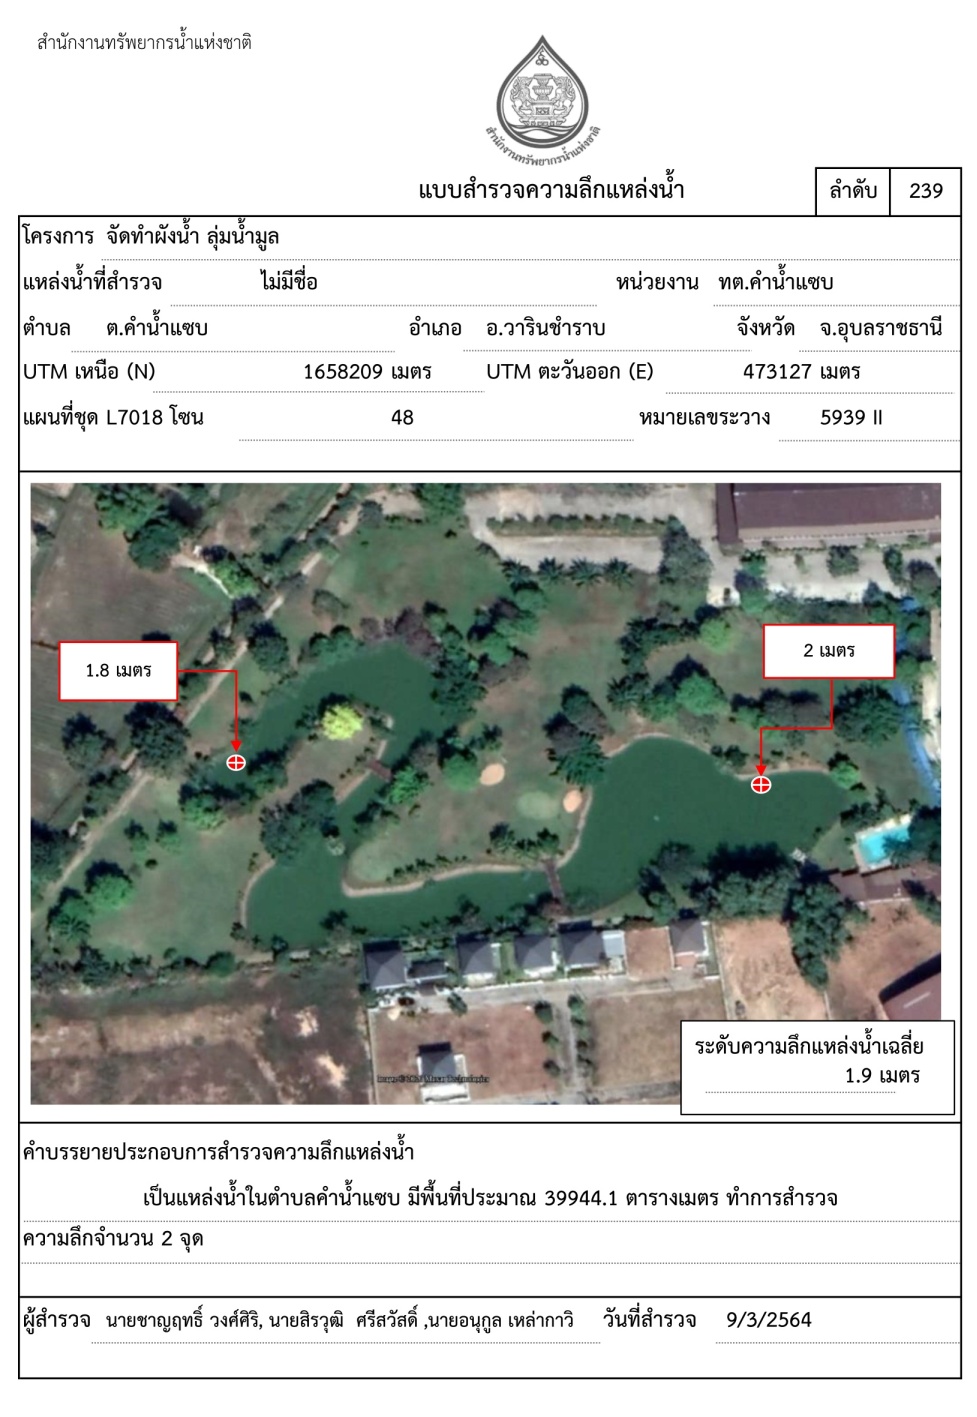 สำนักงานทรัพยากรน้ำแห่งชาติ
สำนักงานทรัพยากรน้ำแห่งชาติ
แบบสำรวจความลึกแหล่งน้ำ ลำดับ 239
โครงการ จัดทำผังน้ำ ลุ่มน้ำมูล
แหล่งน้ำที่สำรวจ ไม่มีชื่อ หน่วยงาน ทต.คำน้ำแซบ
ตำบล ต.คำน้ำแซบ อำเภอ อ.วารินชำราบ จังหวัด จ.อุบลราชธานี
UTM เหนือ (N) 1658209 เมตร UTM ตะวันออก (E) 473127 เมตร
แผนที่ชุด L7018 โซน 48 หมายเลขระวาง 5939 II
2 เมตร
1.8 เมตร
ระดับความลึกแหล่งน้ำเฉลี่ย
1.9 เมตร
คำบรรยายประกอบการสำรวจความลึกแหล่งน้ำ
เป็นแหล่งน้ำในตำบลคำน้ำแซบ มีพื้นที่ประมาณ 39944.1 ตารางเมตร ทำการสำรวจ
ความลึกจำนวน 2 จุด
ผู้สำรวจ นายชาญฤทธิ์ วงศ์ศิริ, นายสิรวุฒิ ศรีสวัสดิ์ ,นายอนุกูล เหล่ากาวี วันที่สำรวจ 9/3/2564